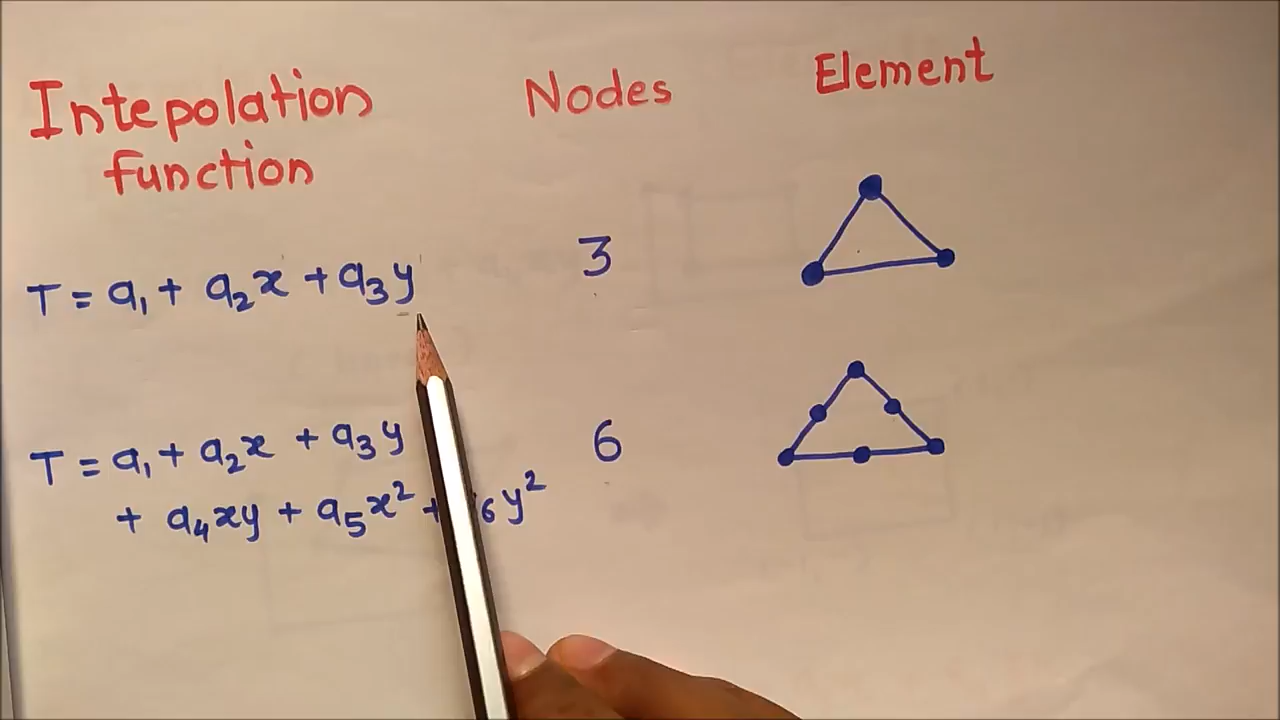 Intepolation Nodes Element
function
T = a₁ + a₂x + a₃y 3
T = a₁ + a₂x + a₃y 6
+ a₄xy + a₅x² + ₆y²